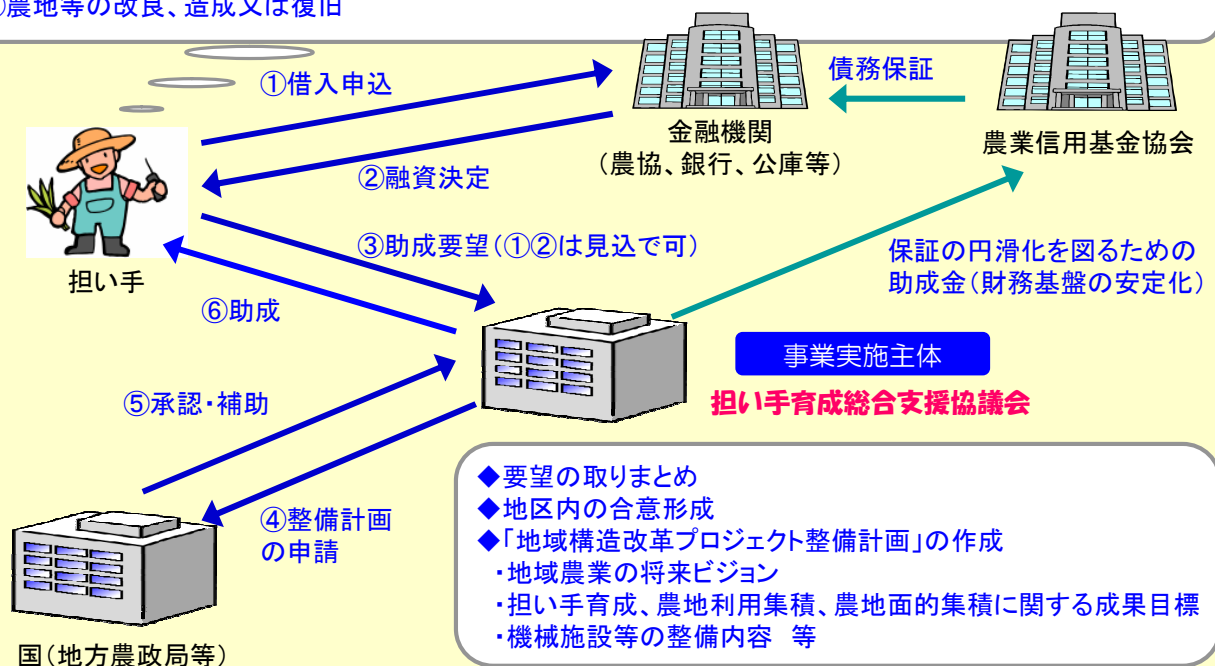 農地等の改良、造成又は復旧
①借入申込
債務保証
金融機関
（農協、銀行、公庫等）
農業信用基金協会
②融資決定
③助成要望（①②は見込で可）
保証の円滑化を図るための
助成金（財務基盤の安定化）
担い手
⑥助成
事業実施主体
担い手育成総合支援協議会
⑤承認・補助
④整備計画
の申請
◆要望の取りまとめ
◆地区内の合意形成
◆「地域構造改革プロジェクト整備計画」の作成
・地域農業の将来ビジョン
・担い手育成、農地利用集積、農地面的集積に関する成果目標
・機械施設等の整備内容　等
国（地方農政局等）